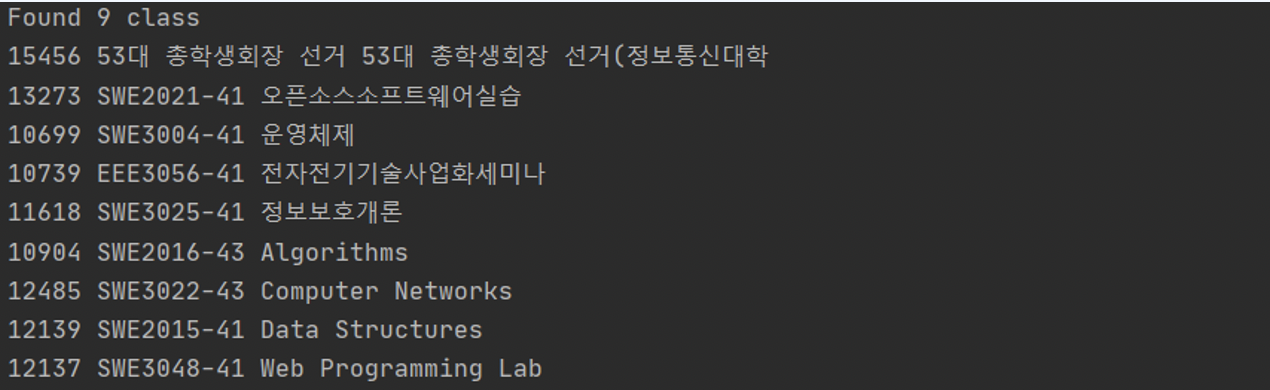 Found 9 class
15456 53대 총학생회장 선거 53대 총학생회장 선거(정보통신대학
13273 SWE2021-41 오픈소스소프트웨어실습
10699 SWE3004-41 운영체제
10739 EEE3056-41 전자전기기술사업화세미나
11618 SWE3025-41 정보보호개론
10904 SWE2016-43 Algorithms
12485 SWE3022-43 Computer Networks
12139 SWE2015-41 Data Structures
12137 SWE3048-41 Web Programming Lab